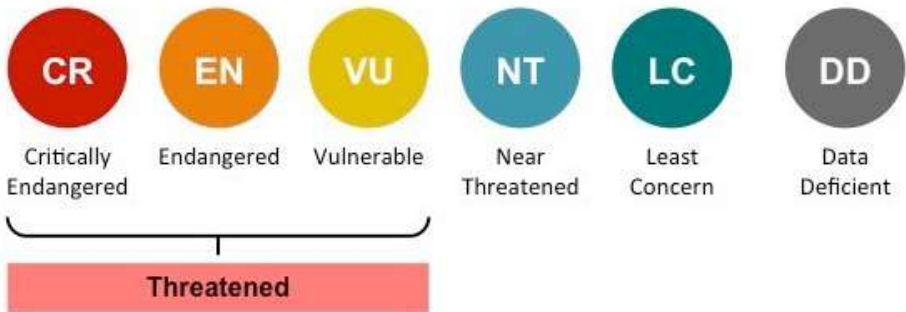 CR EN VU NT LC DD
Critically Endangered Vulnerable Near Least Data
Endangered Threatened Concern Deficient
Threatened